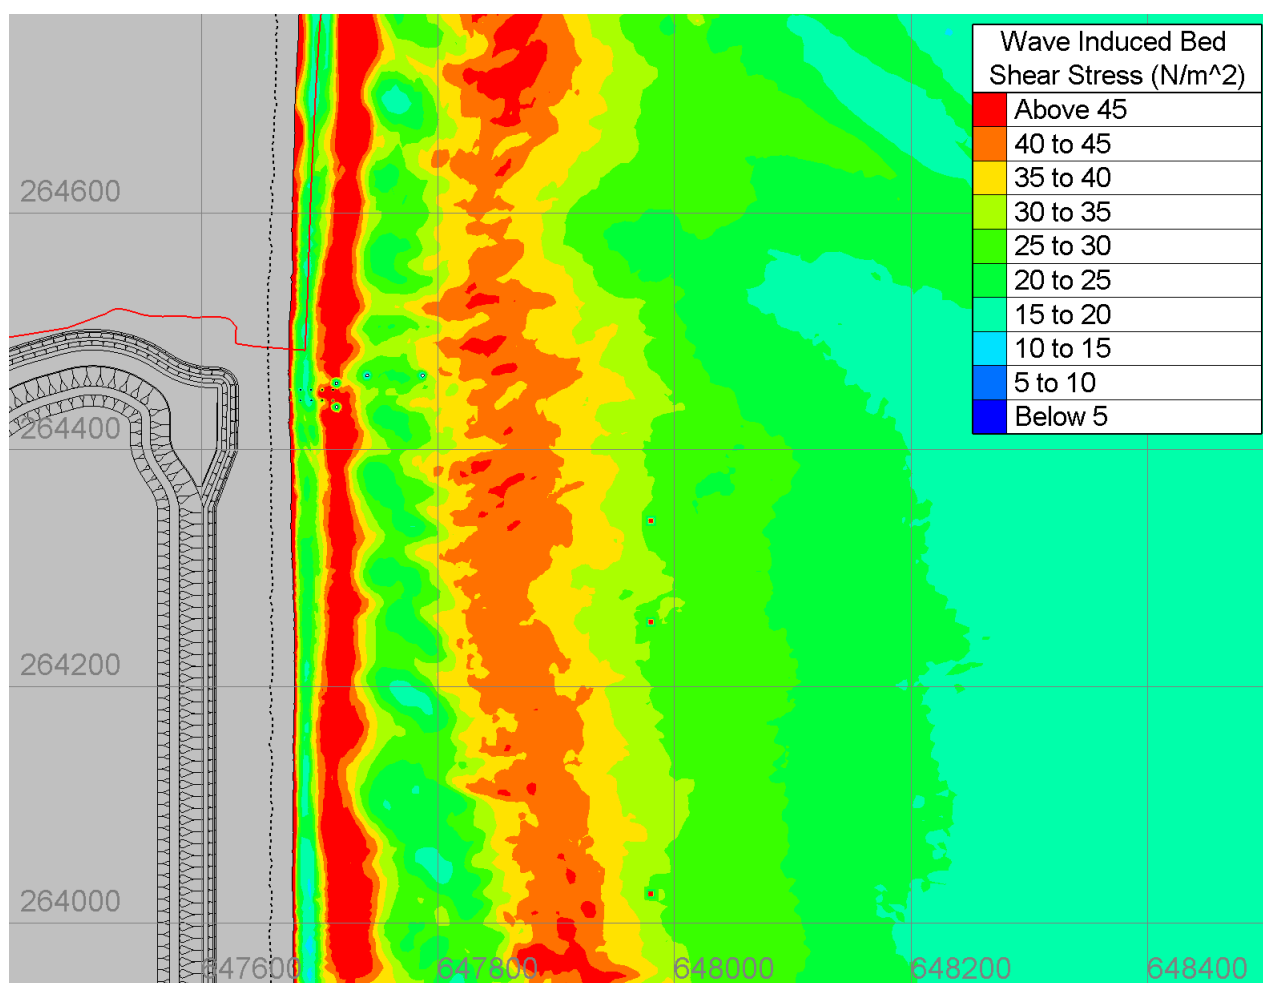 Wave Induced Bed
Shear Stress (N/m^2)
Above 45
40 to 45
35 to 40
30 to 35
25 to 30
20 to 25
15 to 20
10 to 15
5 to 10
Below 5
264600
264400
264200
264000
647600
647800
648000
648200
648400